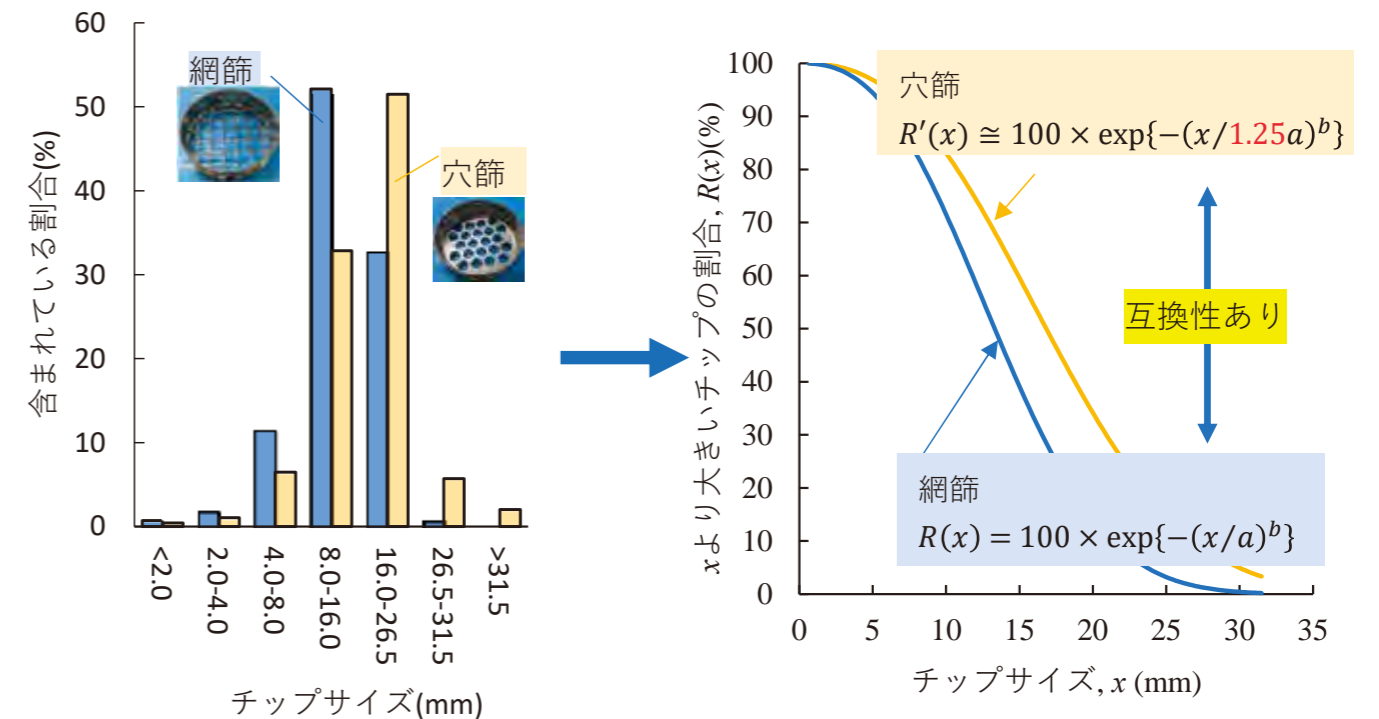 60
50
40
30
20
10
0
含まれている割合(%)
網篩
穴篩
<2.0
2.0-4.0
4.0-8.0
8.0-16.0
16.0-26.5
26.5-31.5
>31.5
チップサイズ(mm)
100
90
80
70
60
50
40
30
20
10
0
xより大きいチップの割合, R(x)(%)
穴篩
R′(x) ≅ 100 × exp{−(x/1.25a)^b}
互換性あり
網篩
R(x) = 100 × exp{−(x/a)^b}
0 5 10 15 20 25 30 35
チップサイズ, x (mm)